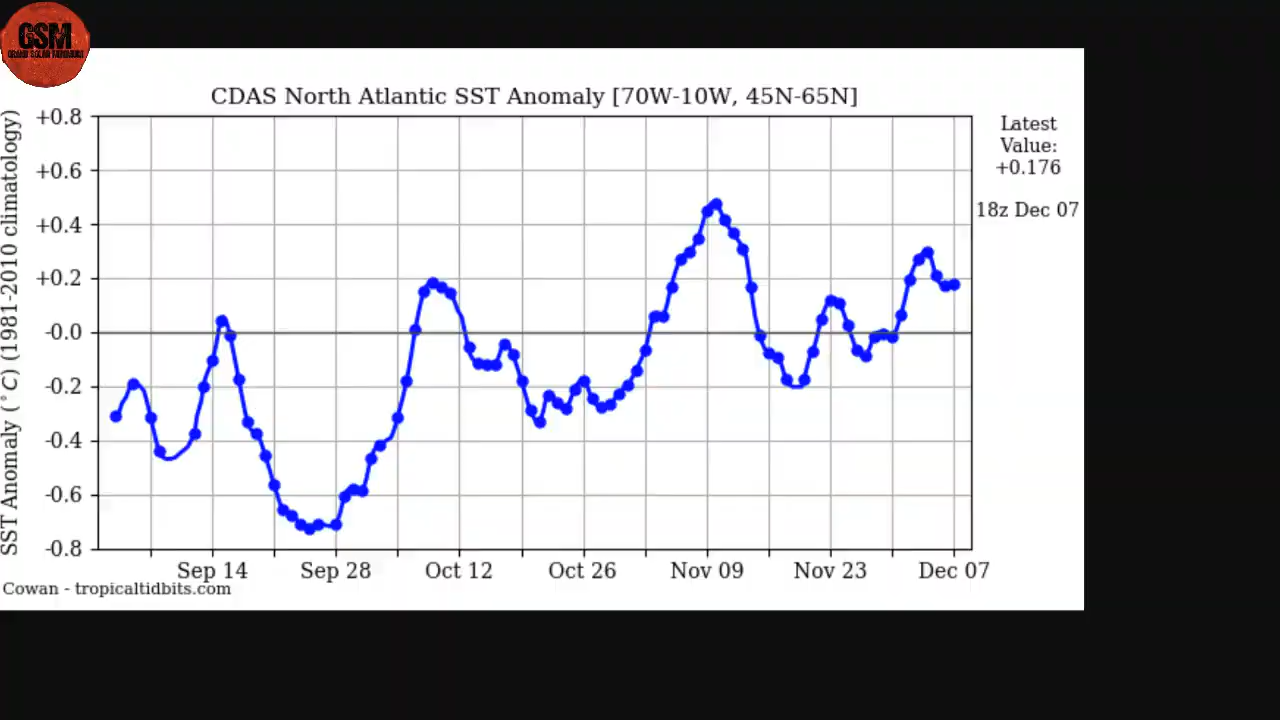 GSM
GRAND SOLAR MINIMUM
CDAS North Atlantic SST Anomaly [70W-10W, 45N-65N]
SST Anomaly (°C) (1981-2010 climatology)
+0.8
+0.6
+0.4
+0.2
-0.0
-0.2
-0.4
-0.6
-0.8
Sep 14 Sep 28 Oct 12 Oct 26 Nov 09 Nov 23 Dec 07
Latest
Value:
+0.176
18z Dec 07
Cowan - tropicaltidbits.com